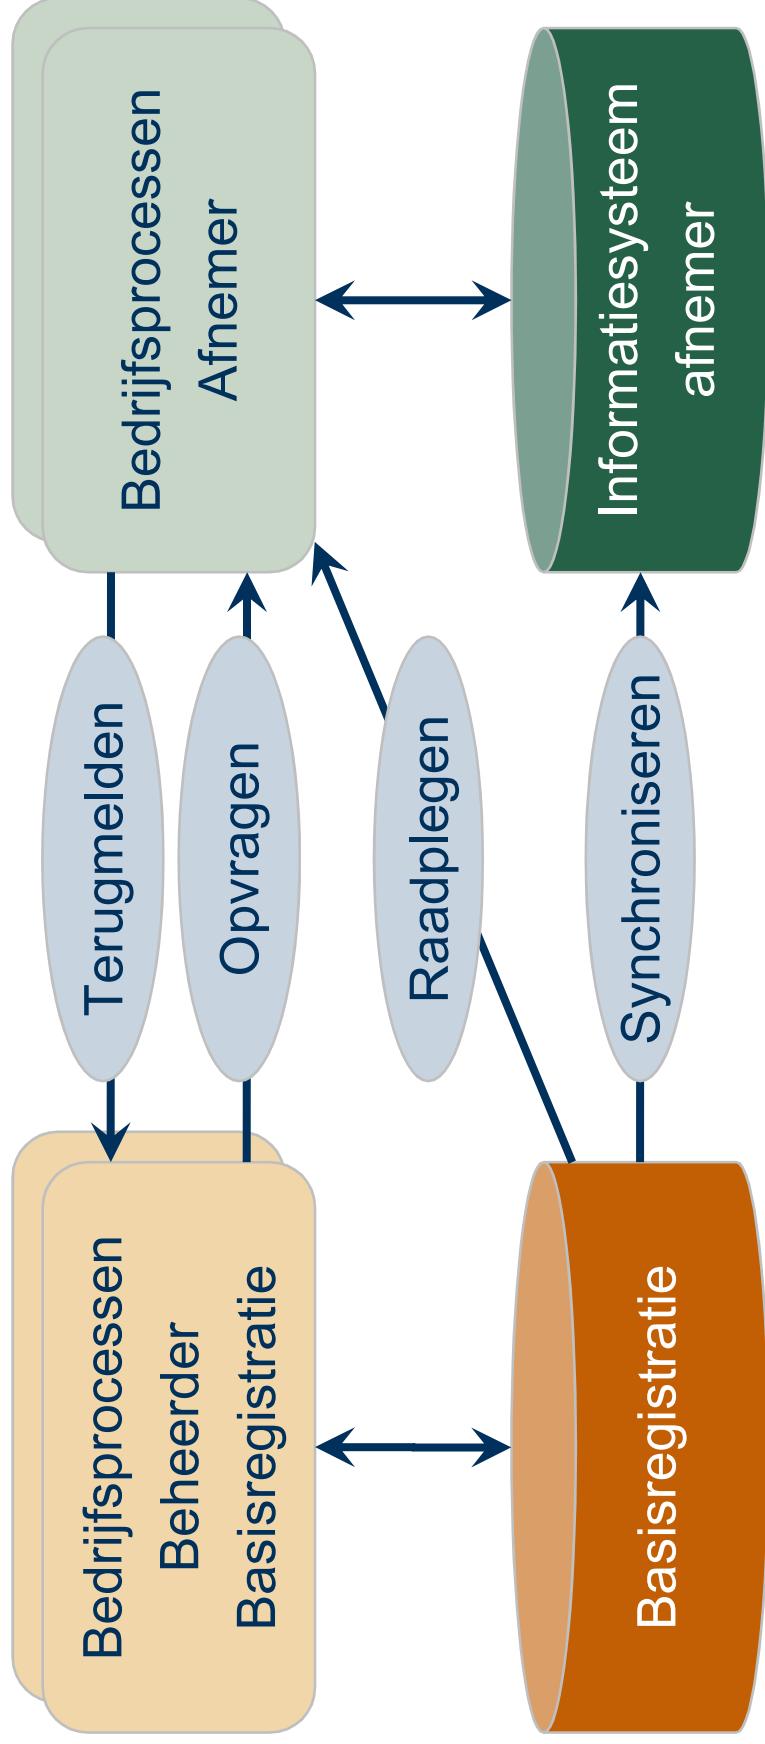 Bedrijfsprocessen
Beheerder
Basisregistratie
Terugmelden
Opvragen
Bedrijfsprocessen
Afnemer
Raadplegen
Basisregistratie
Synchroniseren
Informatiesysteem
afnemer